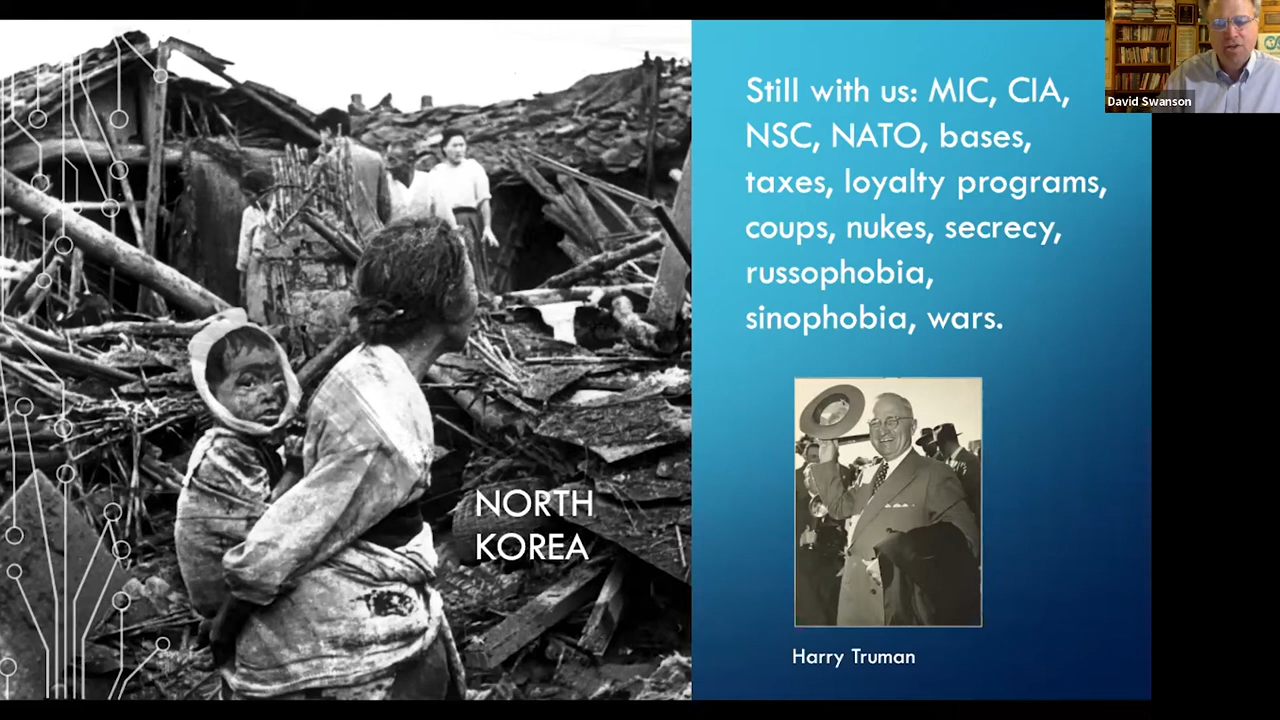 Still with us: MIC, CIA,
NSC, NATO, bases,
taxes, loyalty programs,
coups, nukes, secrecy,
russophobia,
sinophobia, wars.
David Swanson
NORTH
KOREA
Harry Truman